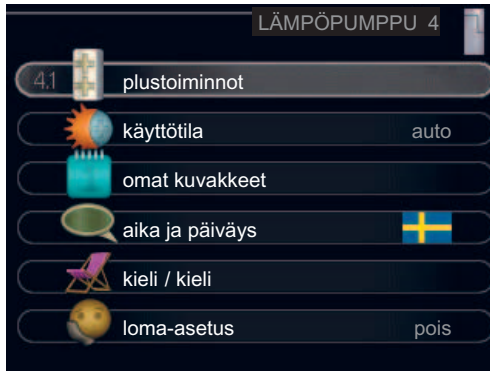 LÄMPÖPUMPPU 4
4.1 plustoiminnot
käyttötila auto
omat kuvakkeet
aika ja päiväys
kieli / kieli
loma-asetus pois